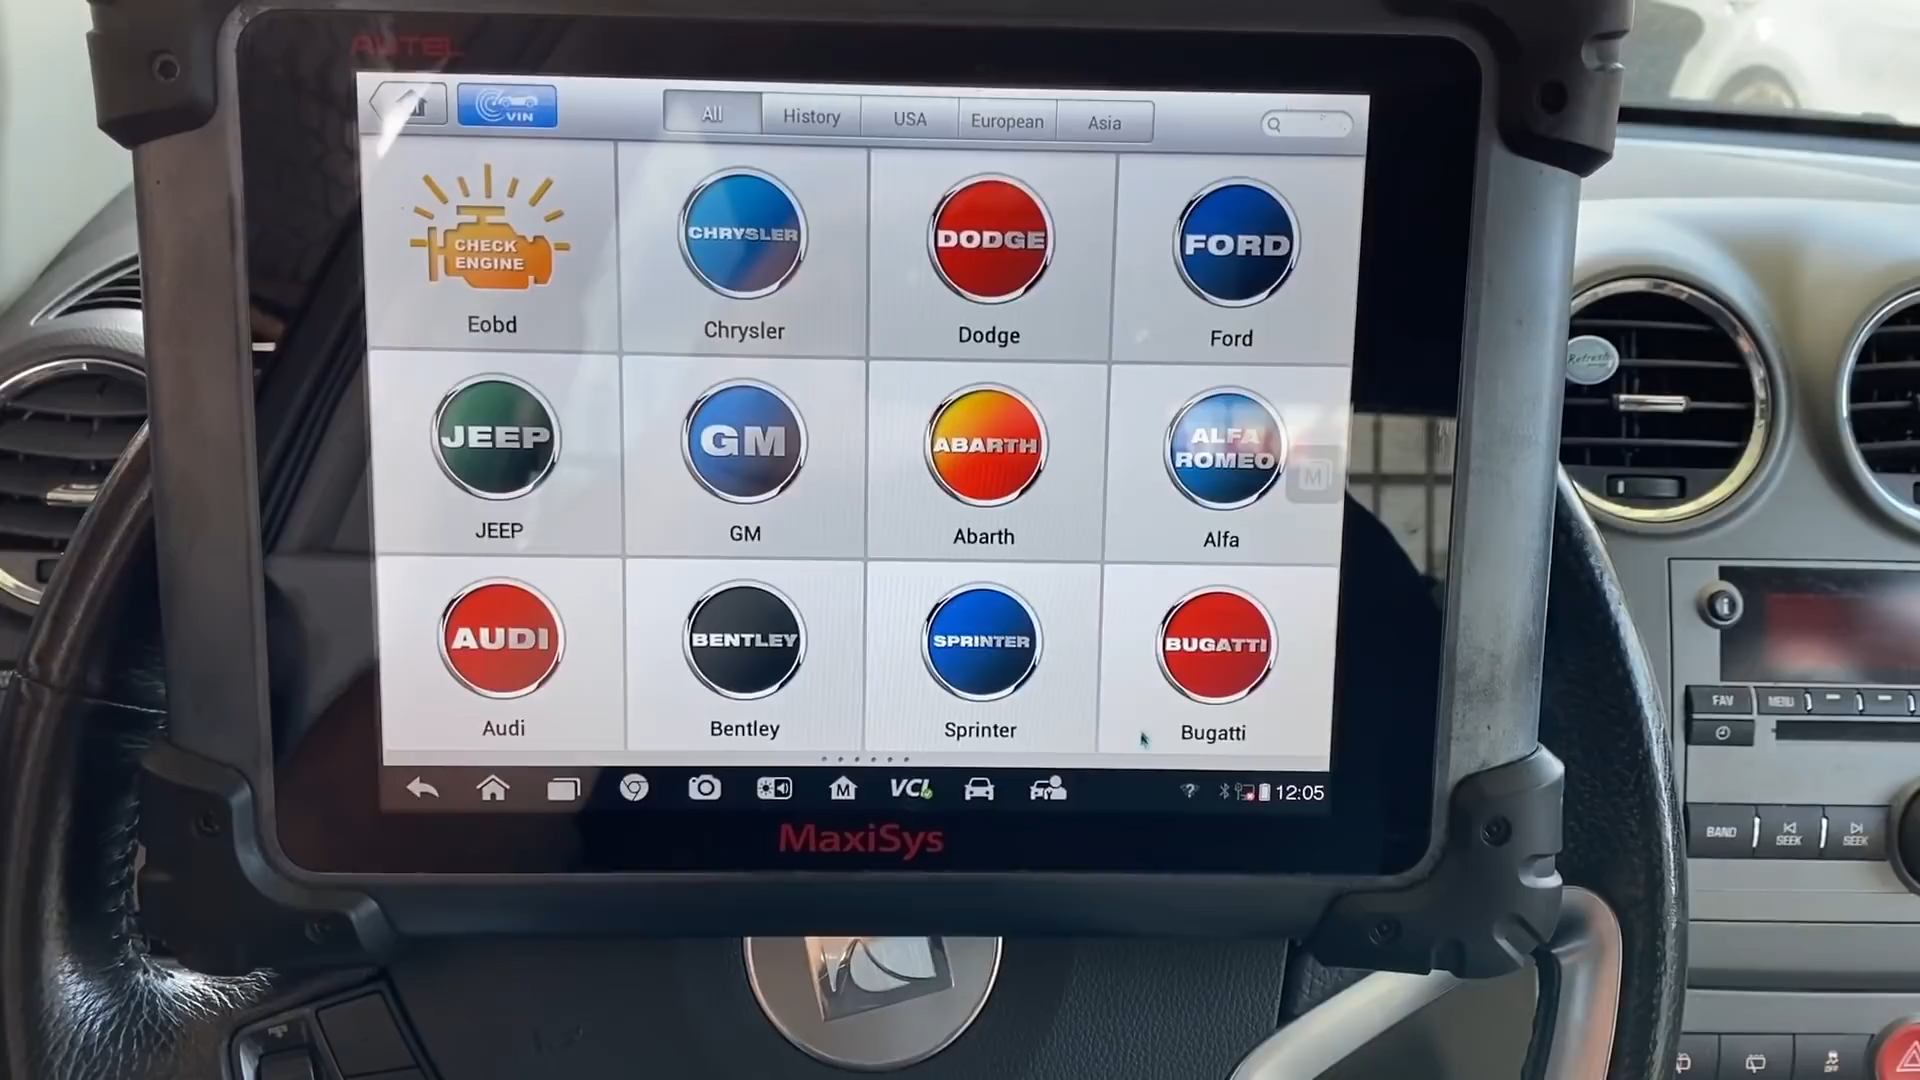 AUTEL
VIN
All
History
USA
European
Asia
CHECK
ENGINE
Eobd
CHRYSLER
Chrysler
DODGE
Dodge
FORD
Ford
JEEP
JEEP
GM
GM
ABARTH
Abarth
ALFA
ROMEO
Alfa
M
AUDI
Audi
BENTLEY
Bentley
SPRINTER
Sprinter
BUGATTI
Bugatti
M
VCI
12:05
MaxiSys
Refresh
FAV
MENU
BAND
SEEK
SEEK